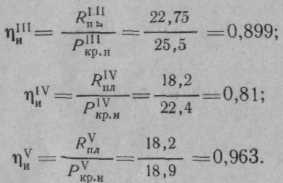 η_н^III = R_пл^III / P_кр.н^III = 22,75 / 25,5 = 0,899;
η_н^IV = R_пл^IV / P_кр.н^IV = 18,2 / 22,4 = 0,81;
η_н^V = R_пл^V / P_кр.н^V = 18,2 / 18,9 = 0,963.